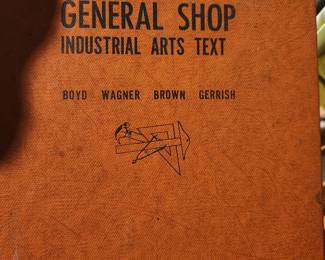 GENERAL SHOP
INDUSTRIAL ARTS TEXT
BOYD WAGNER BROWN GERRISH